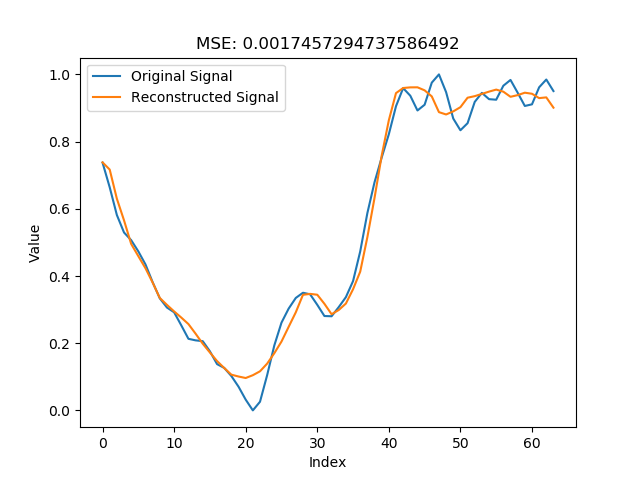 MSE: 0.0017457294737586492
Original Signal
Reconstructed Signal
1.0
0.8
0.6
0.4
0.2
0.0
Value
0 10 20 30 40 50 60
Index